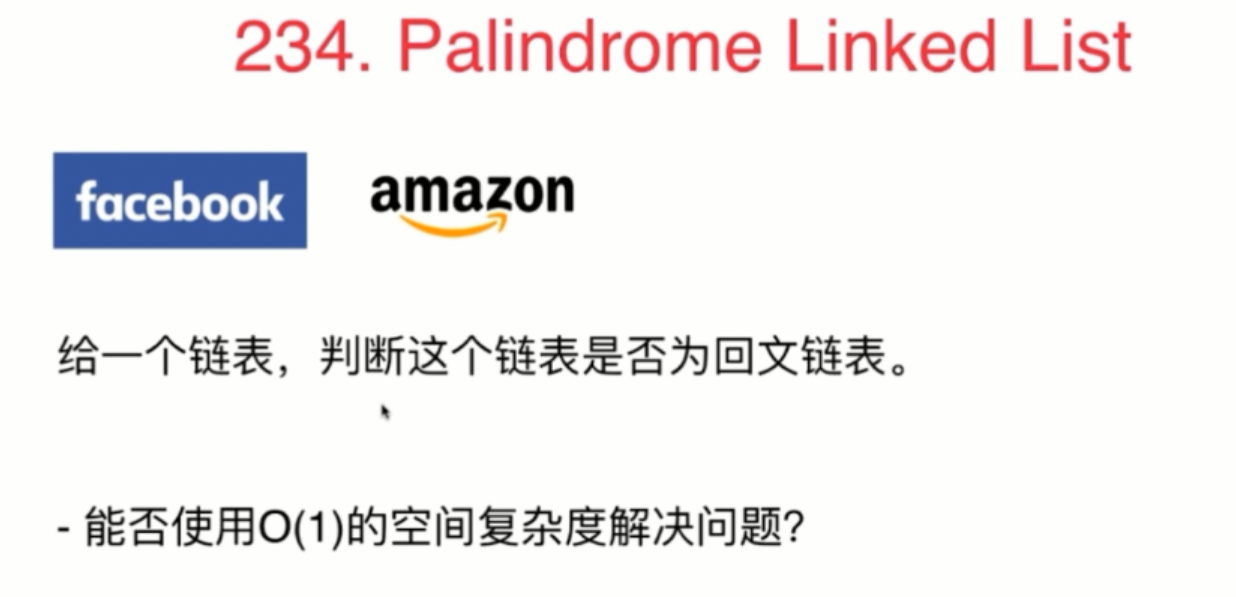 234. Palindrome Linked List
facebook amazon
给一个链表，判断这个链表是否为回文链表。
- 能否使用O(1)的空间复杂度解决问题？